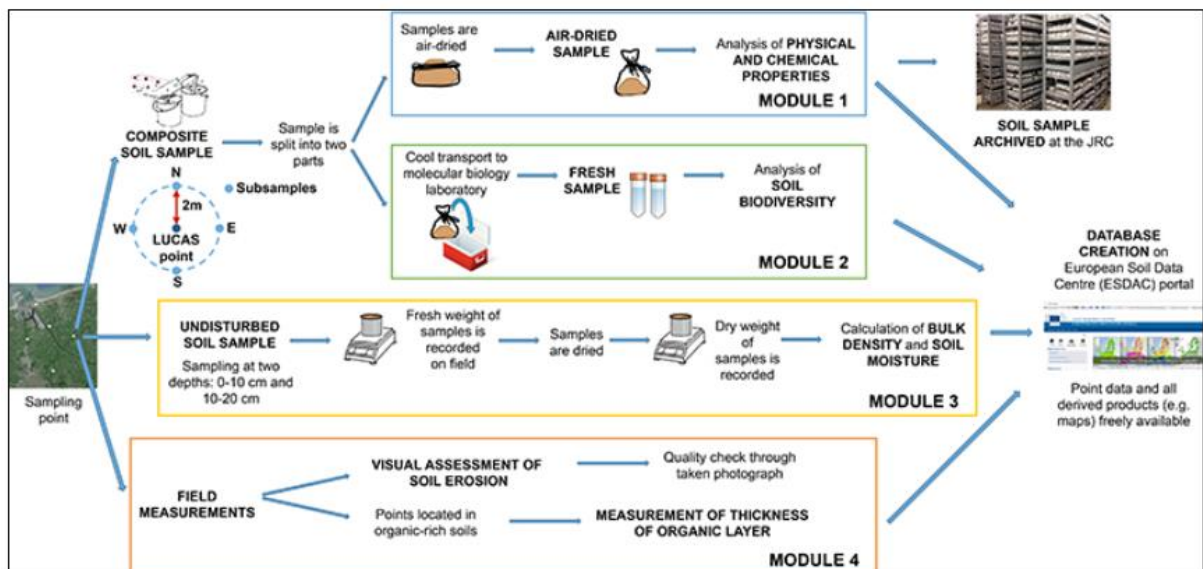 COMPOSITE
SOIL SAMPLE
Sample is
split into two
parts
N
Subsamples
2m
W
E
LUCAS
point
S
Sampling
point
Samples are
air-dried
AIR-DRIED
SAMPLE
Analysis of PHYSICAL
AND CHEMICAL
PROPERTIES
MODULE 1
SOIL SAMPLE
ARCHIVED at the JRC
Cool transport to
molecular biology
laboratory
FRESH
SAMPLE
Analysis of
SOIL
BIODIVERSITY
MODULE 2
UNDISTURBED
SOIL SAMPLE
Sampling at two
depths: 0-10 cm and
10-20 cm
Fresh weight of
samples is
recorded
on field
Samples
are dried
Dry weight
of
samples is
recorded
Calculation of BULK
DENSITY and SOIL
MOISTURE
MODULE 3
FIELD
MEASUREMENTS
VISUAL ASSESSMENT OF
SOIL EROSION
Quality check through
taken photograph
Points located in
organic-rich soils
MEASUREMENT OF THICKNESS
OF ORGANIC LAYER
MODULE 4
DATABASE
CREATION on
European Soil Data
Centre (ESDAC) portal
Point data and all
derived products (e.g.
maps) freely available